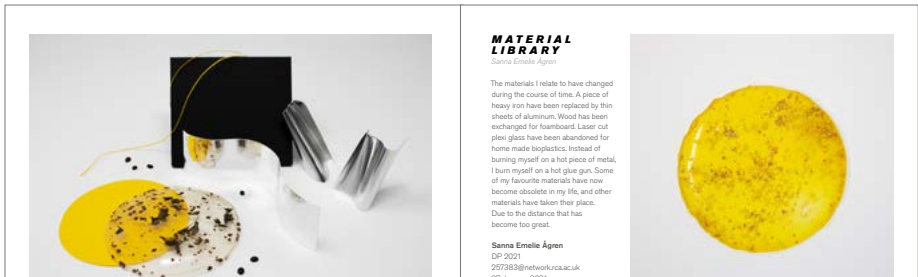 MATERIAL
LIBRARY
Sanna Emelie Ågren
The materials I relate to have changed
during the course of time. A piece of
heavy iron have been replaced by thin
sheets of aluminum. Wood has been
exchanged for foamboard. Laser cut
plexi glass have been abandoned for
home made bioplastics. Instead of
burning myself on a hot piece of metal,
I burn myself on a hot glue gun. Some
of my favourite materials have now
become obsolete in my life, and other
materials have taken their place.
Due to the distance that has
become too great.
Sanna Emelie Ågren
DP 2021
257383@network.rca.ac.uk